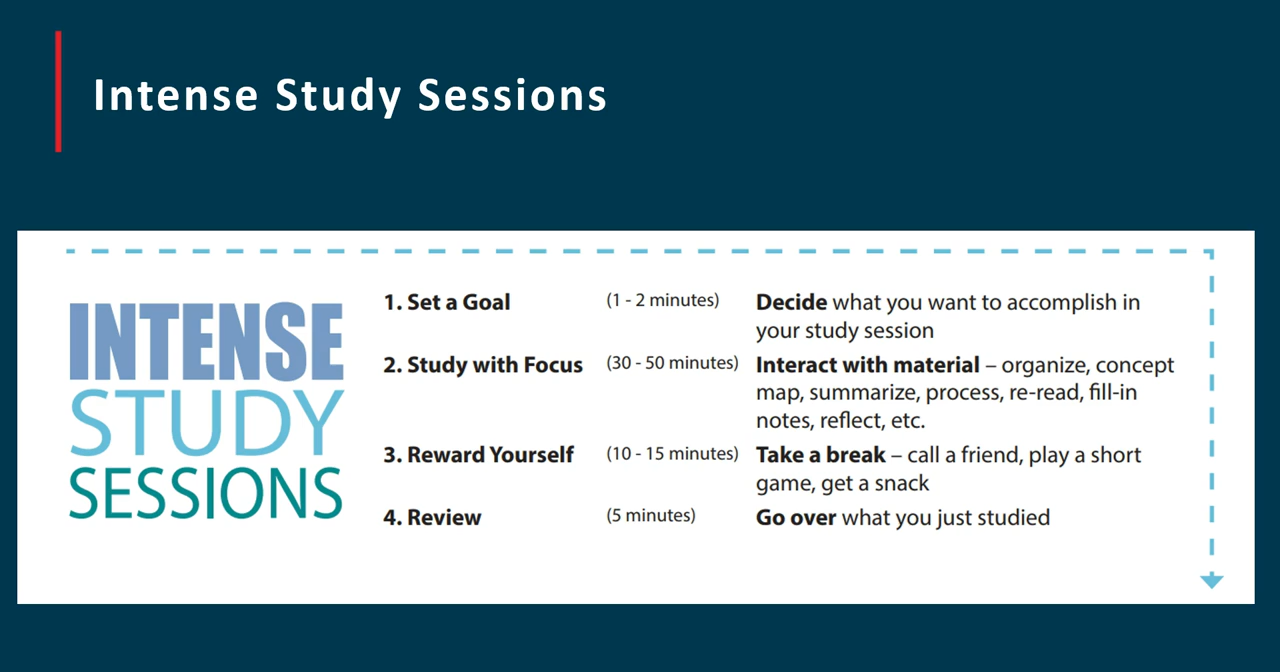 Intense Study Sessions
INTENSE
STUDY
SESSIONS
1. Set a Goal (1 - 2 minutes) Decide what you want to accomplish in
your study session
2. Study with Focus (30 - 50 minutes) Interact with material – organize, concept
map, summarize, process, re-read, fill-in
notes, reflect, etc.
3. Reward Yourself (10 - 15 minutes) Take a break – call a friend, play a short
game, get a snack
4. Review (5 minutes) Go over what you just studied